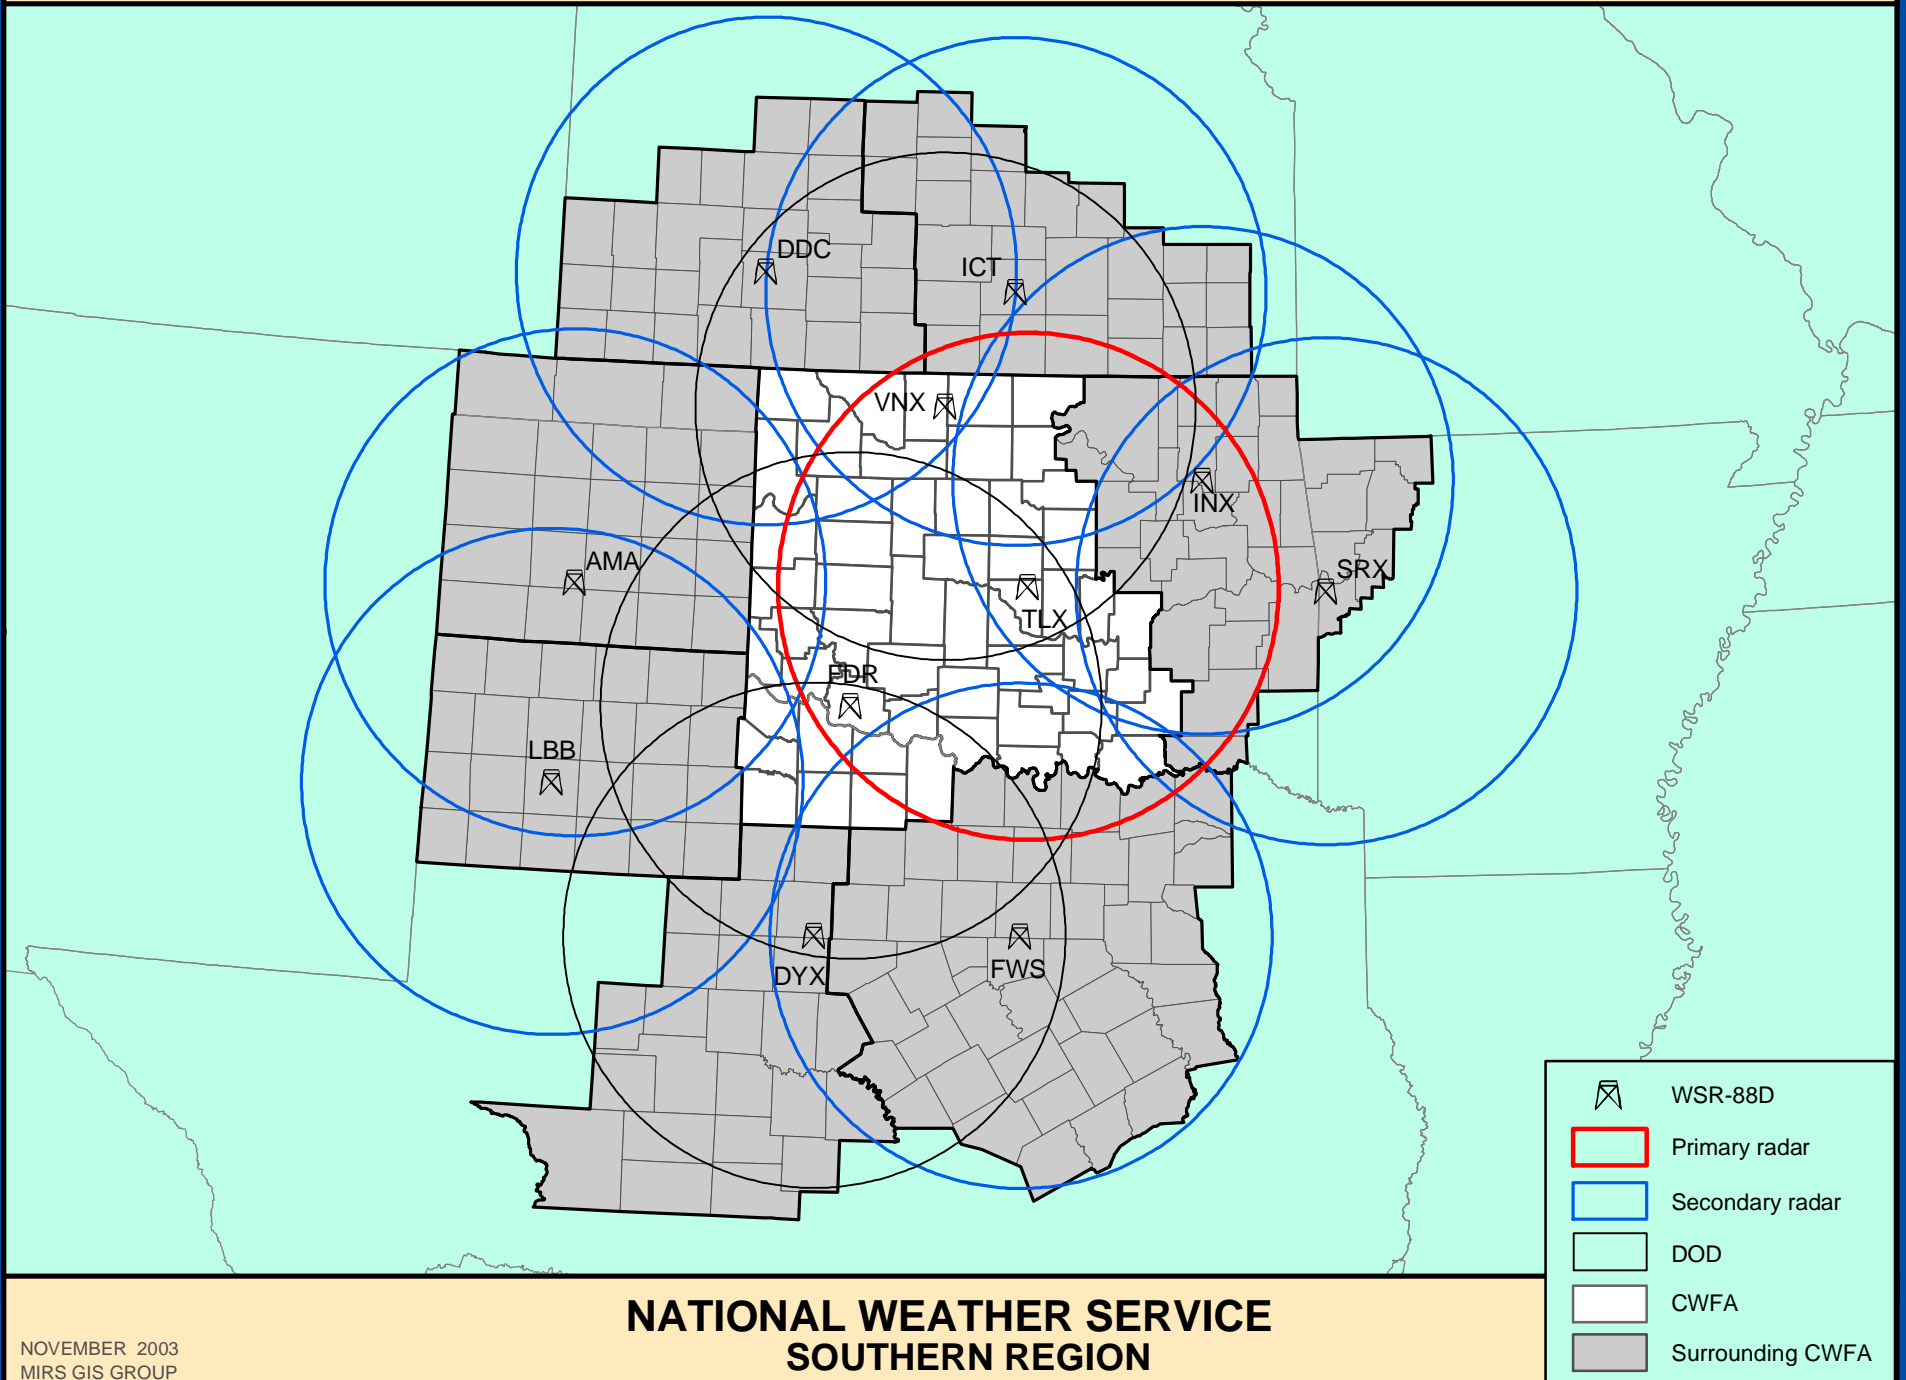 DDC
ICT
VNX
INX
AMA
SRX
TLX
FDR
LBB
DYX
FWS
WSR-88D
Primary radar
Secondary radar
DOD
CWFA
Surrounding CWFA
NATIONAL WEATHER SERVICE
SOUTHERN REGION
NOVEMBER 2003
MIRS GIS GROUP